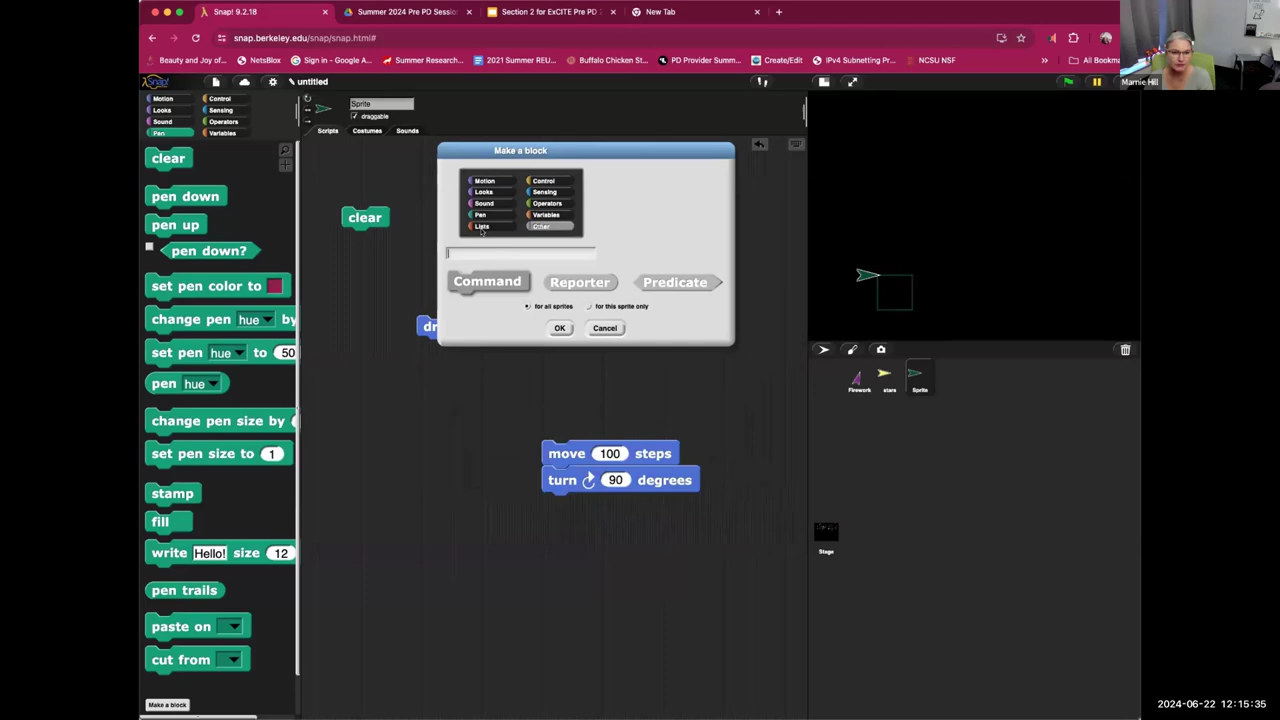 Snap! 9.2.18
Summer 2024 Pre PD Sessi
Section 2 for ExCITE Pre PD
New Tab
snap.berkeley.edu/snap/snap.html#
Beauty and Joy of...
NetsBlox
Sign in - Google A...
Summer Research...
2021 Summer REU...
Buffalo Chicken St...
PD Provider Summ...
Create/Edit
IPv4 Subnetting Pr...
NCSU NSF
All Bookma
Marnie Hill
Snap!
untitled
Motion
Control
Looks
Sensing
Sound
Operators
Pen
Variables
Sprite
draggable
Scripts
Costumes
Sounds
clear
pen down
pen up
pen down?
set pen color to
change pen hue by
set pen hue to 50
pen hue
change pen size by
set pen size to 1
stamp
fill
write Hello! size 12
pen trails
paste on
cut from
Make a block
clear
dr
Make a block
Motion
Control
Looks
Sensing
Sound
Operators
Pen
Variables
Lists
Other
Command
Reporter
Predicate
for all sprites
for this sprite only
OK
Cancel
move 100 steps
turn 90 degrees
Firework
stars
Sprite
Stage
2024-06-22 12:15:35